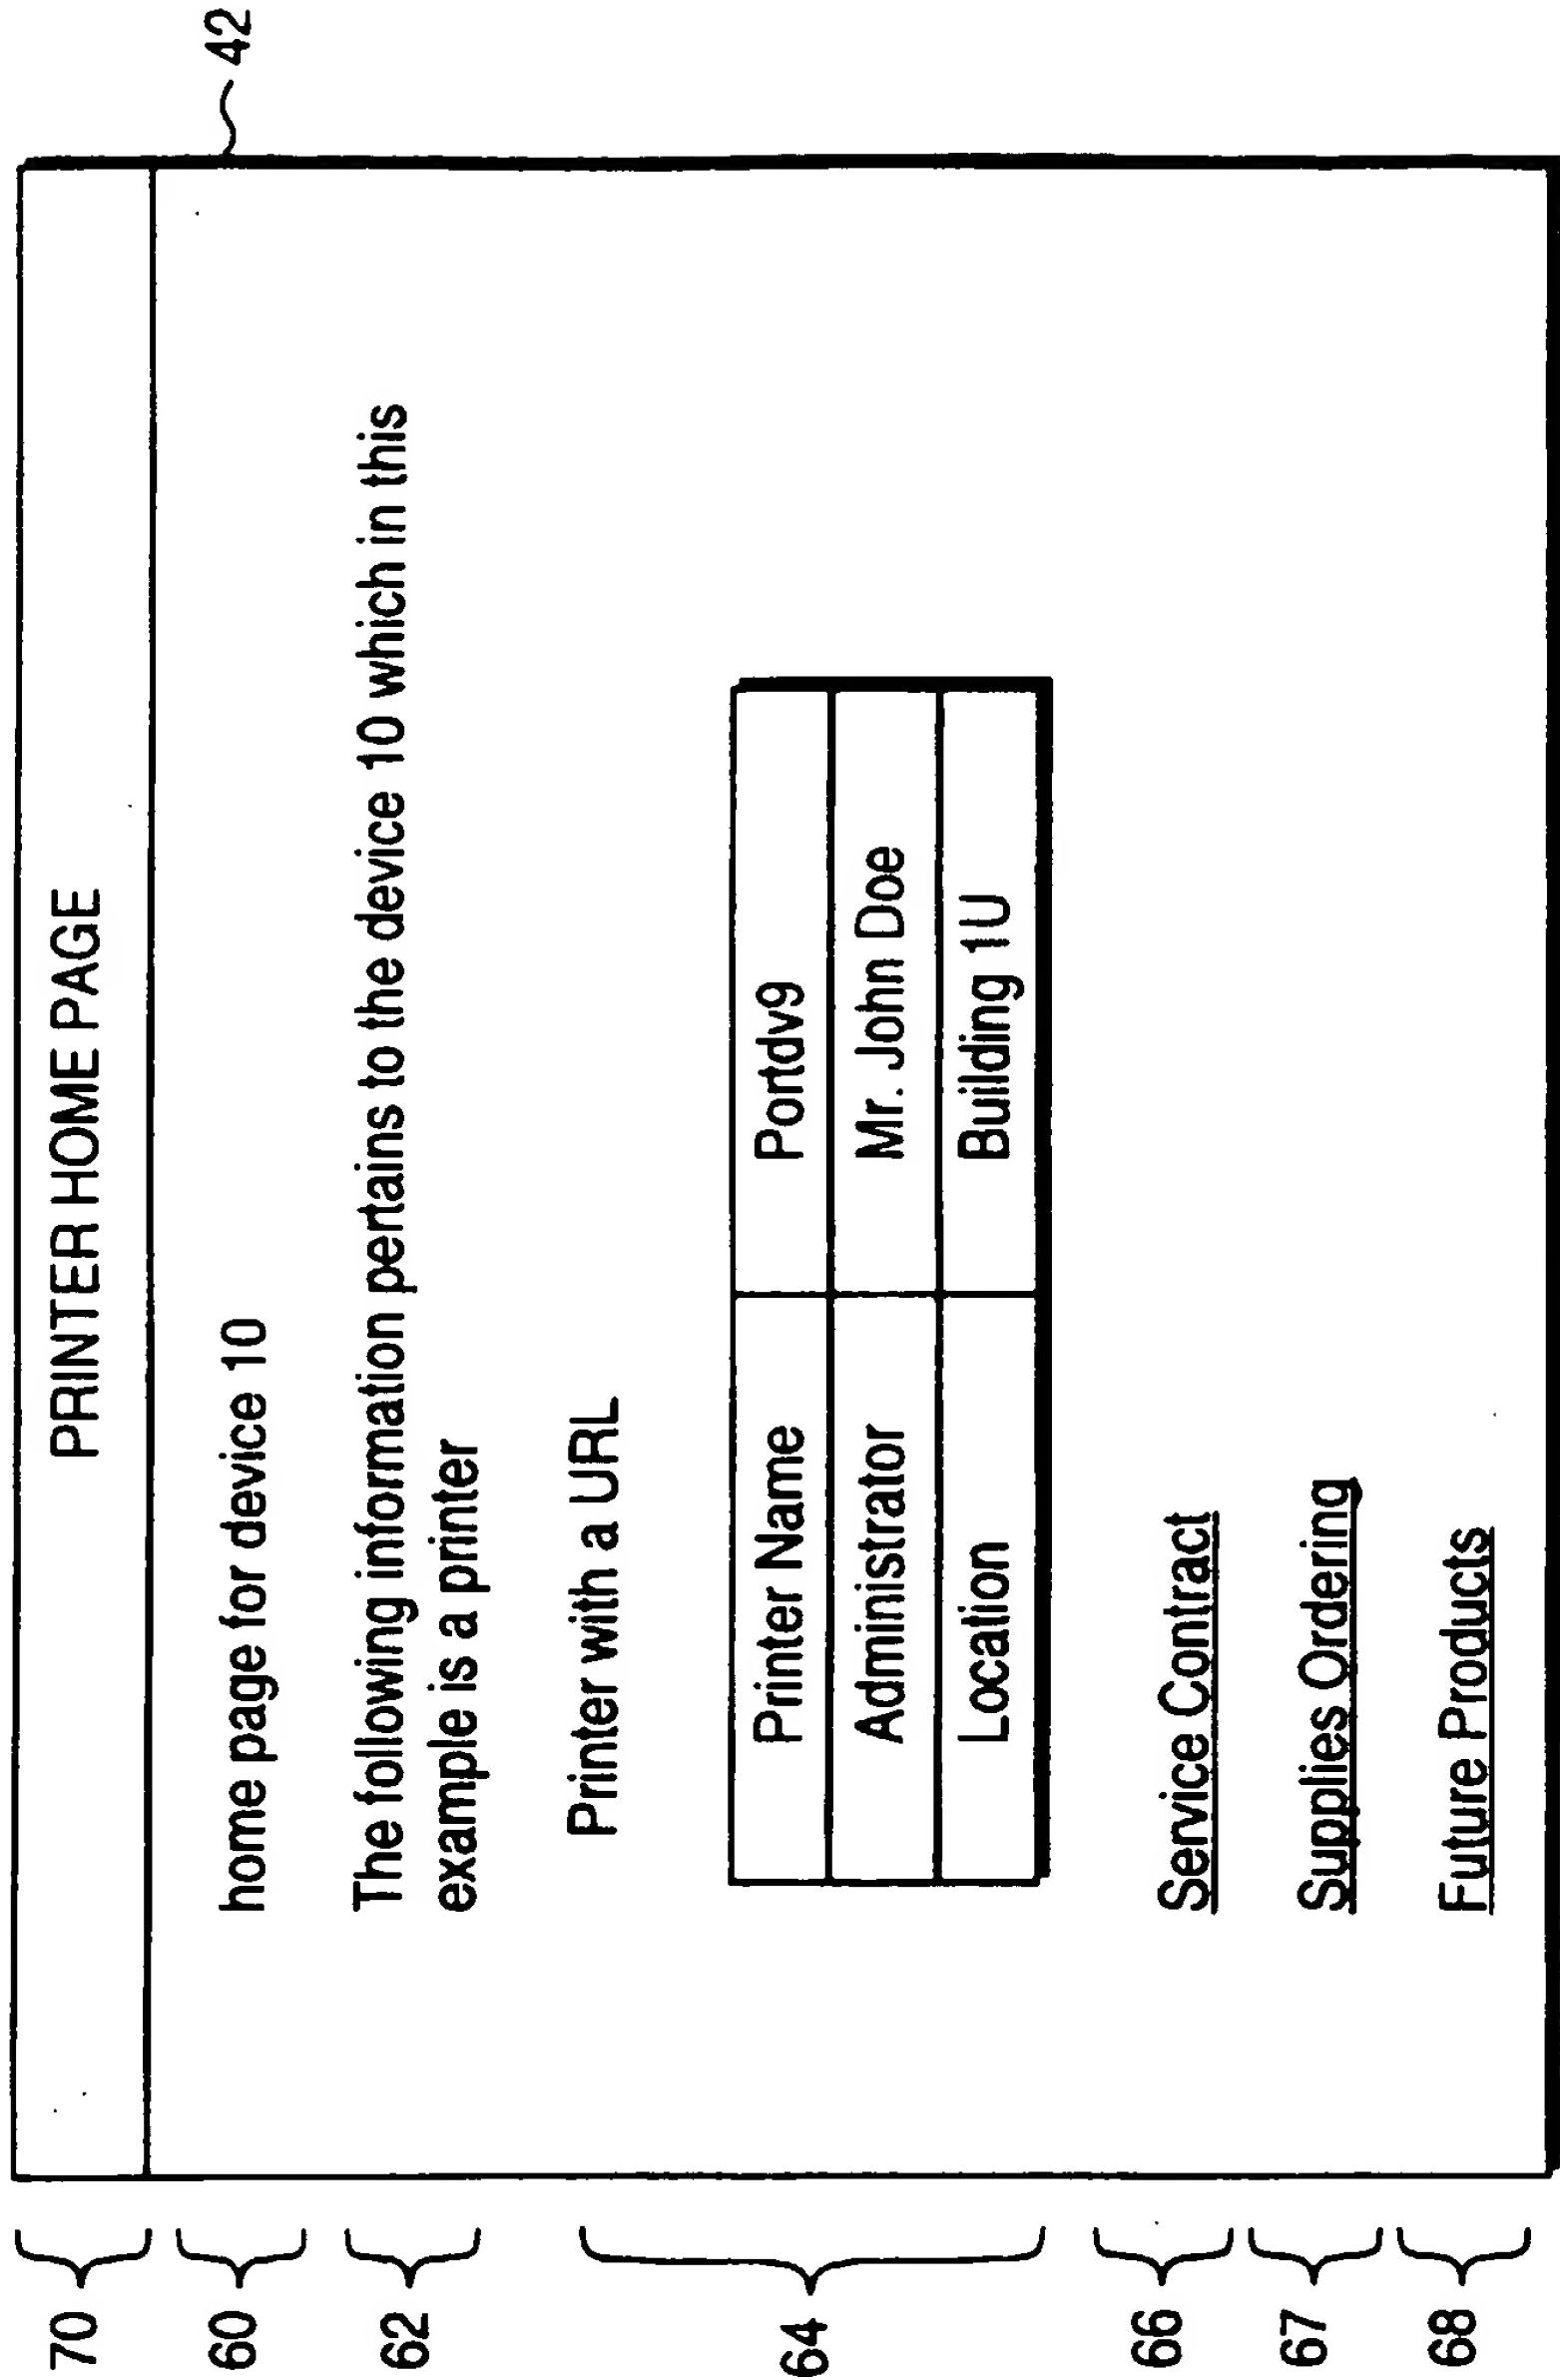 42
70
PRINTER HOME PAGE
60
home page for device 10
62
The following information pertains to the device 10 which in this
example is a printer
64
Printer with a URL
Printer Name Portdv9
Administrator Mr. John Doe
Location Building 1U
66
Service Contract
67
Supplies Ordering
68
Future Products